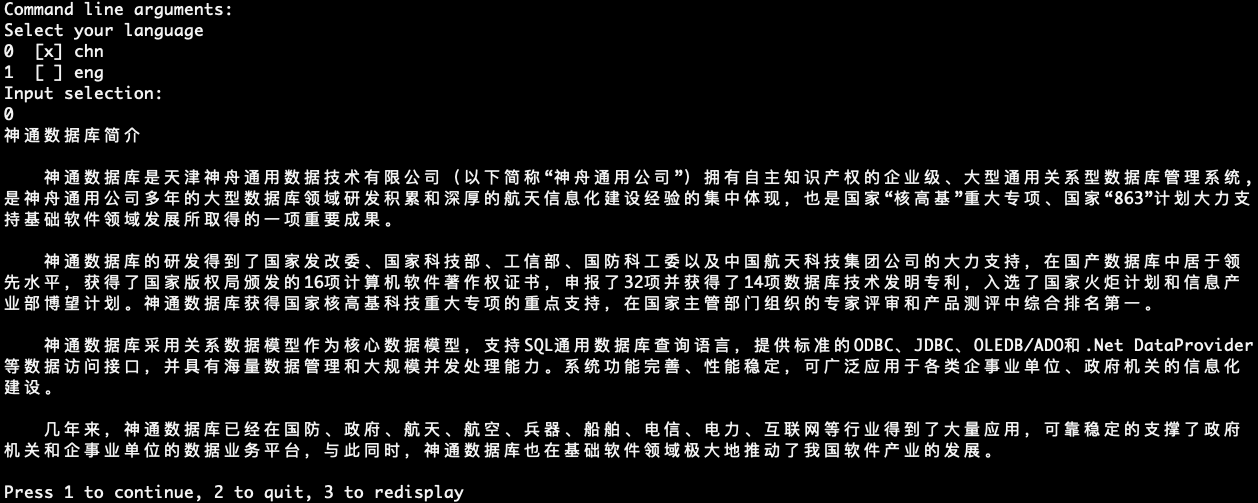 Command line arguments:
Select your language
0  [x] chn
1  [ ] eng
Input selection:
0
神通数据库简介
神通数据库是天津神舟通用数据技术有限公司（以下简称“神舟通用公司”）拥有自主知识产权的企业级、大型通用关系型数据库管理系统，
是神舟通用公司多年的大型数据库领域研发积累和深厚的航天信息化建设经验的集中体现，也是国家“核高基”重大专项、国家“863”计划大力支
持基础软件领域发展所取得的一项重要成果。
神通数据库的研发得到了国家发改委、国家科技部、工信部、国防科工委以及中国航天科技集团公司的大力支持，在国产数据库中居于领
先水平，获得了国家版权局颁发的16项计算机软件著作权证书，申报了32项并获得了14项数据库技术发明专利，入选了国家火炬计划和信息产
业部博望计划。神通数据库获得国家核高基科技重大专项的重点支持，在国家主管部门组织的专家评审和产品测评中综合排名第一。
神通数据库采用关系数据模型作为核心数据模型，支持SQL通用数据库查询语言，提供标准的ODBC、JDBC、OLEDB/ADO和.Net DataProvider
等数据访问接口，并具有海量数据管理和大规模并发处理能力。系统功能完善、性能稳定，可广泛应用于各类企事业单位、政府机关的信息化
建设。
几年来，神通数据库已经在国防、政府、航天、航空、兵器、船舶、电信、电力、互联网等行业得到了大量应用，可靠稳定的支撑了政府
机关和企事业单位的数据业务平台，与此同时，神通数据库也在基础软件领域极大地推动了我国软件产业的发展。
Press 1 to continue, 2 to quit, 3 to redisplay